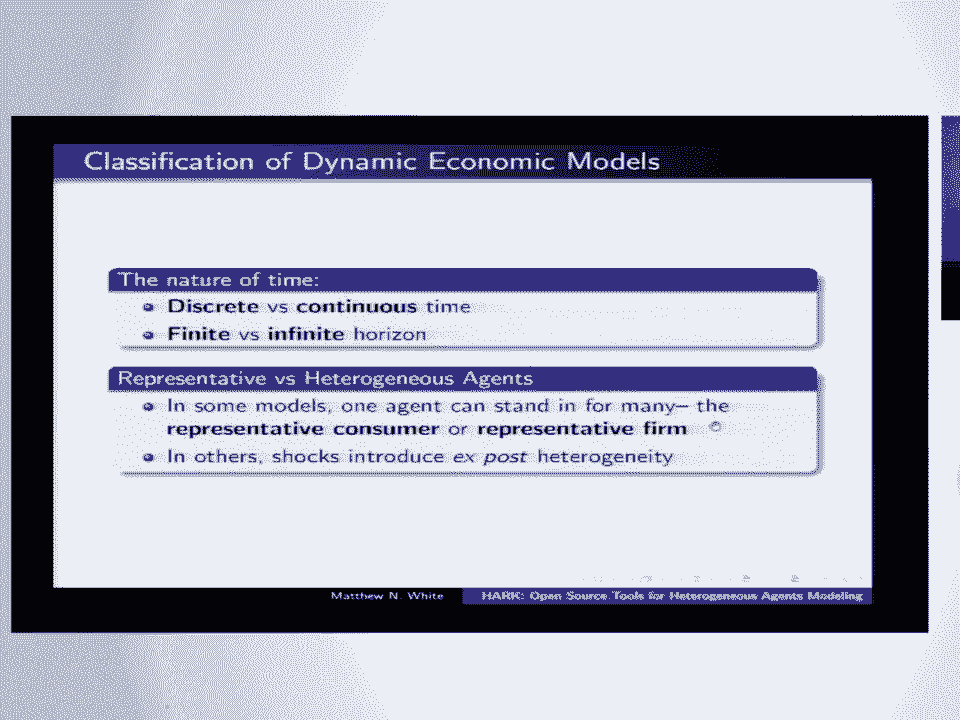 Classification of Dynamic Economic Models
The nature of time:
Discrete vs continuous time
Finite vs infinite horizon
Representative vs Heterogeneous Agents
In some models, one agent can stand in for many– the
representative consumer or representative firm
In others, shocks introduce ex post heterogeneity
Matthew N. White
HARK: Open Source Tools for Heterogeneous Agents Modeling